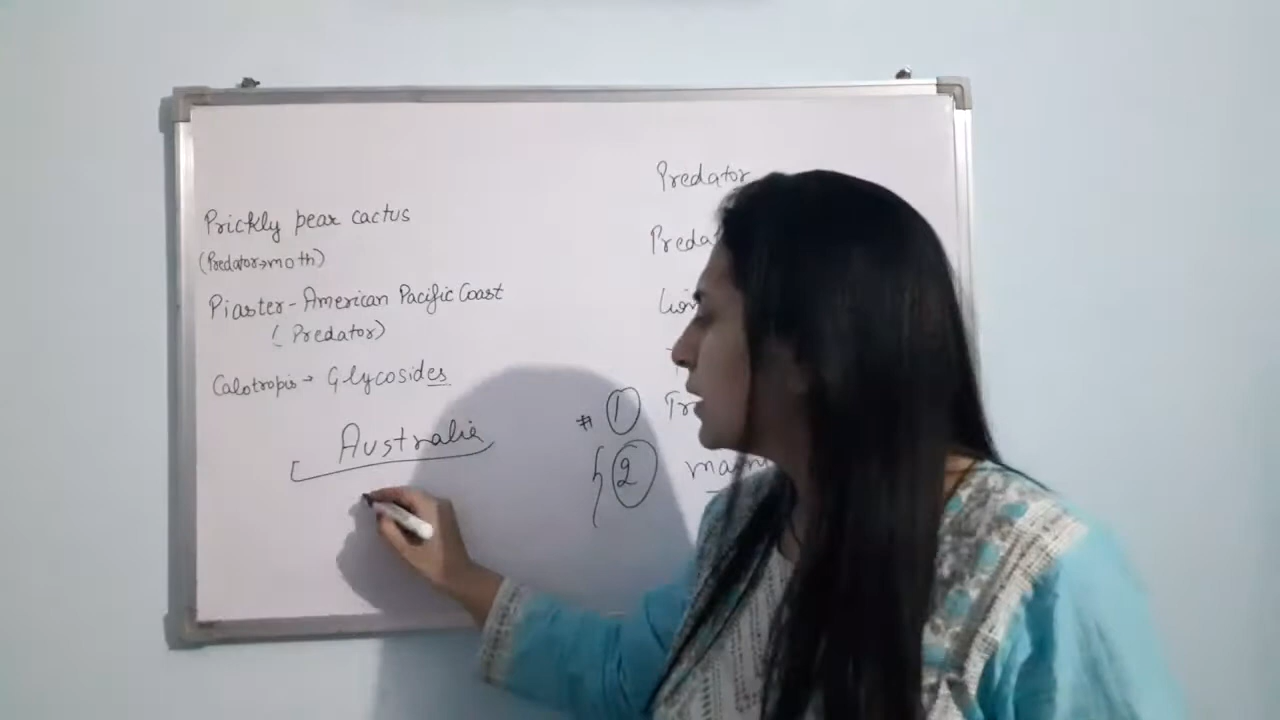 Prickly pear cactus
(Predator→moth)
Piaster-American Pacific Coast
(Predator)
Calotropis→ Glycosides
Australia
Predator
# 1
2